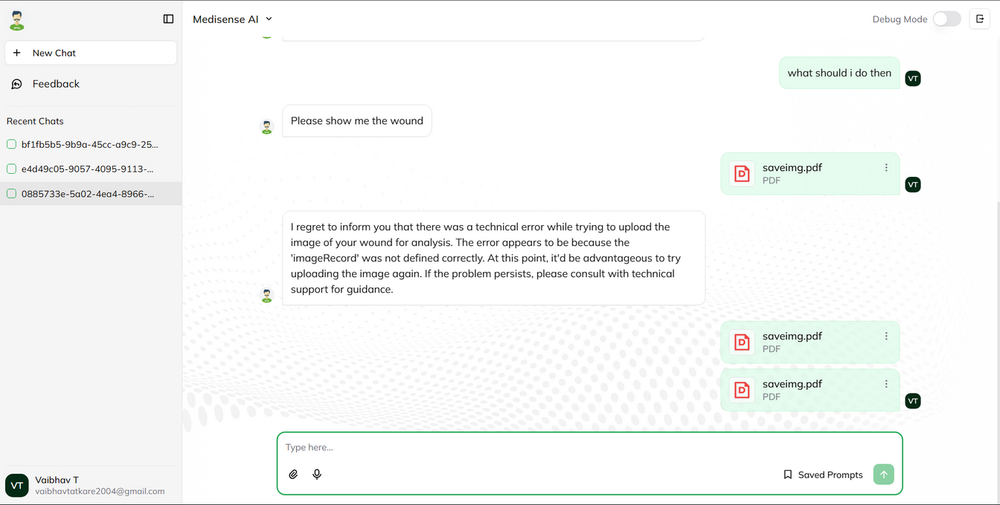 Medisense AI
Debug Mode
New Chat
Feedback
Recent Chats
bf1fb5b5-9b9a-45cc-a9c9-25...
e4d49c05-9057-4095-9113-...
0885733e-5a02-4ea4-8966-...
what should i do then
VT
Please show me the wound
saveimg.pdf
PDF
VT
I regret to inform you that there was a technical error while trying to upload the
image of your wound for analysis. The error appears to be because the
'imageRecord' was not defined correctly. At this point, it'd be advantageous to try
uploading the image again. If the problem persists, please consult with technical
support for guidance.
saveimg.pdf
PDF
saveimg.pdf
PDF
VT
Type here...
Saved Prompts
VT
Vaibhav T
vaibhavtatkare2004@gmail.com